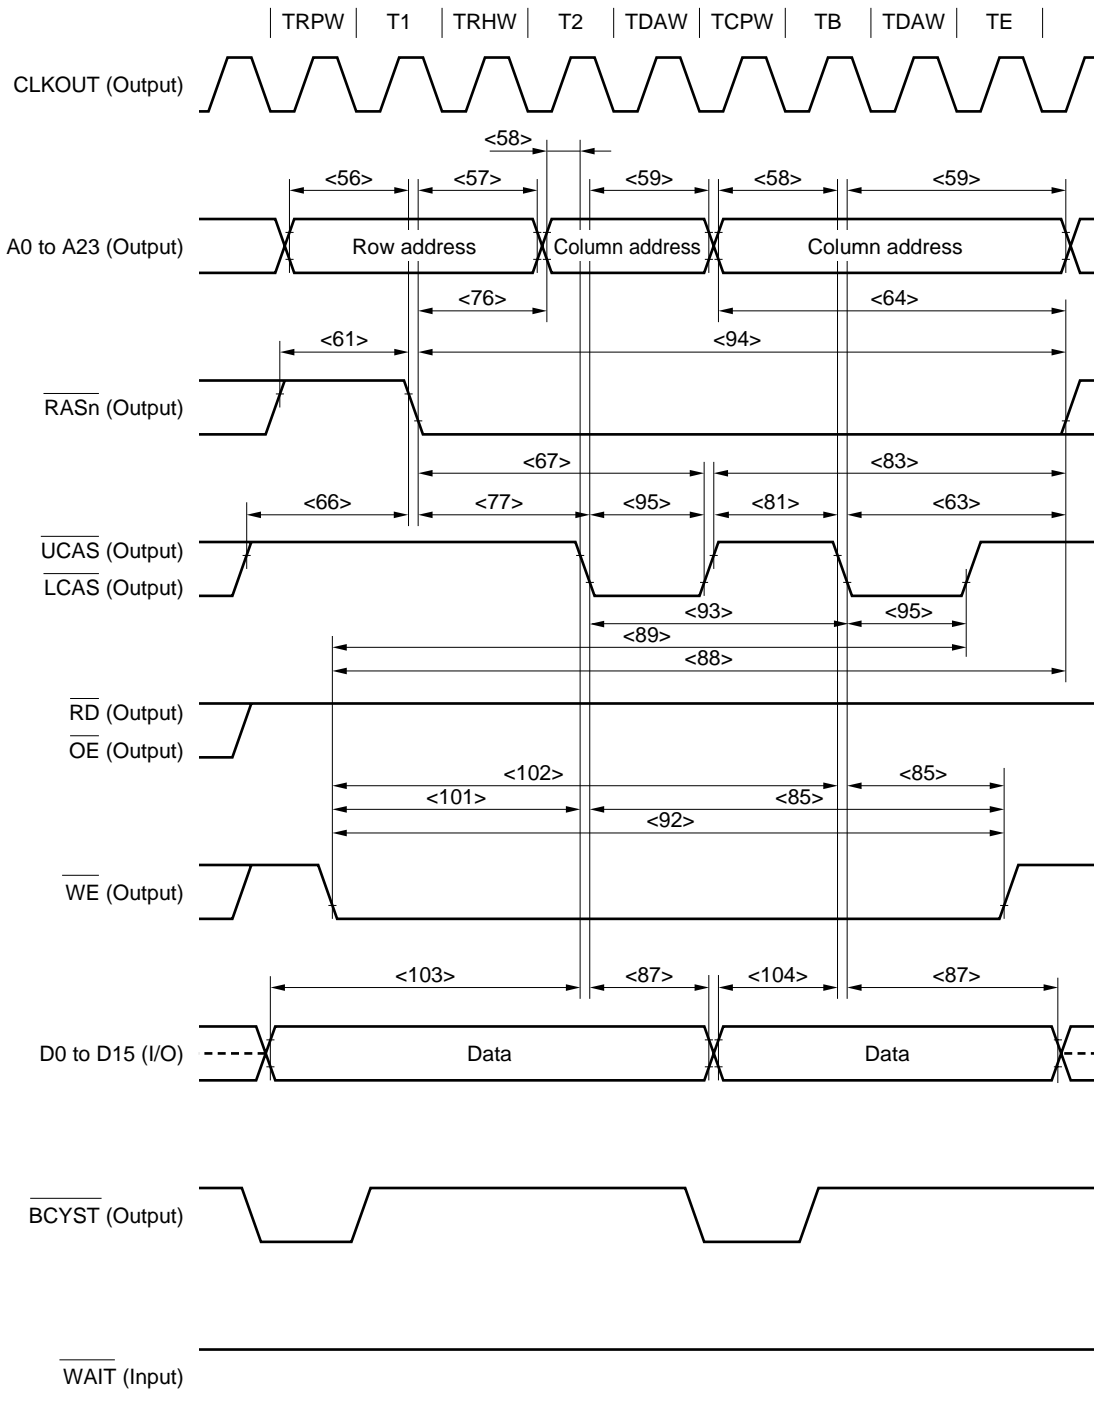 TRPW T1 TRHW T2 TDAW TCPW TB TDAW TE
CLKOUT (Output)
<58>
<56> <57> <59> <58> <59>
A0 to A23 (Output) Row address Column address Column address
<76> <64>
<61> <94>
RASn (Output)
<67> <83>
<66> <77> <95> <81> <63>
UCAS (Output)
LCAS (Output)
<93> <95>
<89>
<88>
RD (Output)
OE (Output)
<102> <85>
<101> <85>
<92>
WE (Output)
<103> <87> <104> <87>
D0 to D15 (I/O) Data Data
BCYST (Output)
WAIT (Input)